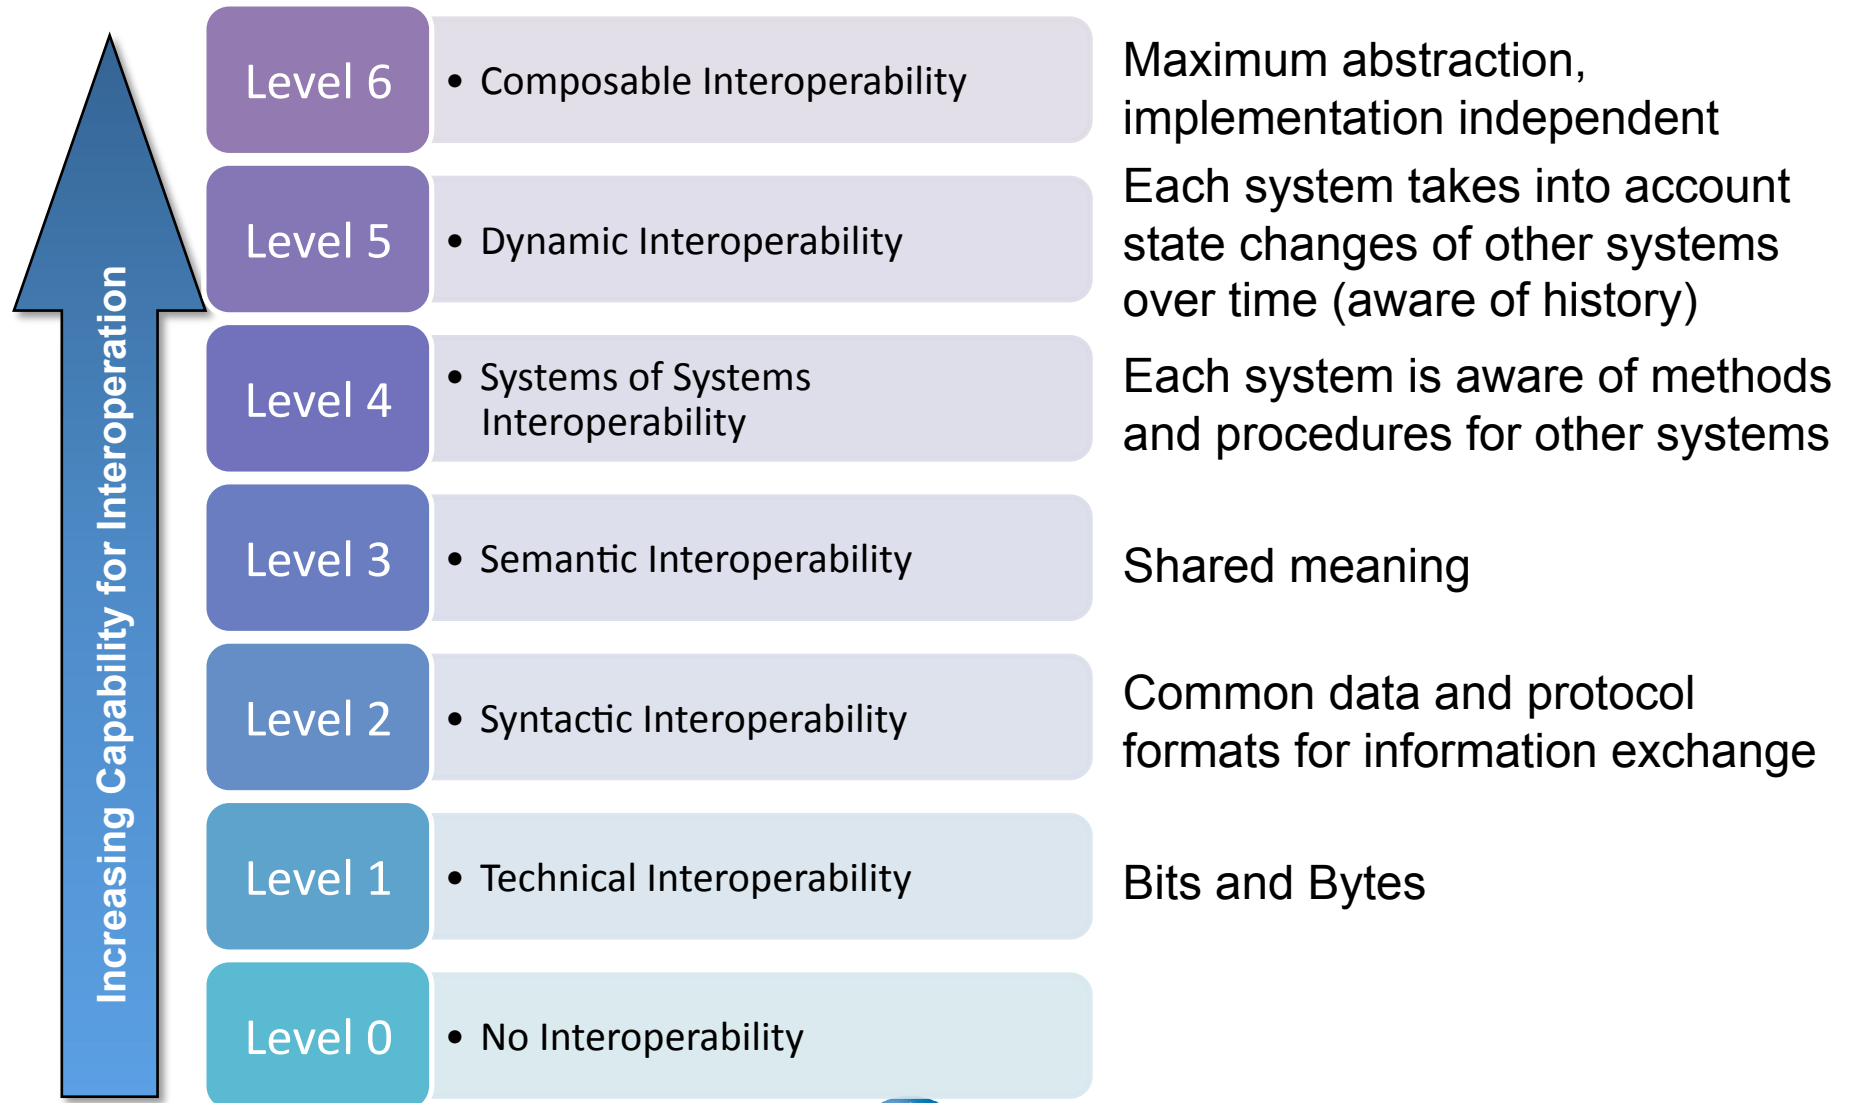 Increasing Capability for Interoperation
Level 6
• Composable Interoperability
Maximum abstraction,
implementation independent
Level 5
• Dynamic Interoperability
Each system takes into account
state changes of other systems
over time (aware of history)
Level 4
• Systems of Systems
Interoperability
Each system is aware of methods
and procedures for other systems
Level 3
• Semantic Interoperability
Shared meaning
Level 2
• Syntactic Interoperability
Common data and protocol
formats for information exchange
Level 1
• Technical Interoperability
Bits and Bytes
Level 0
• No Interoperability